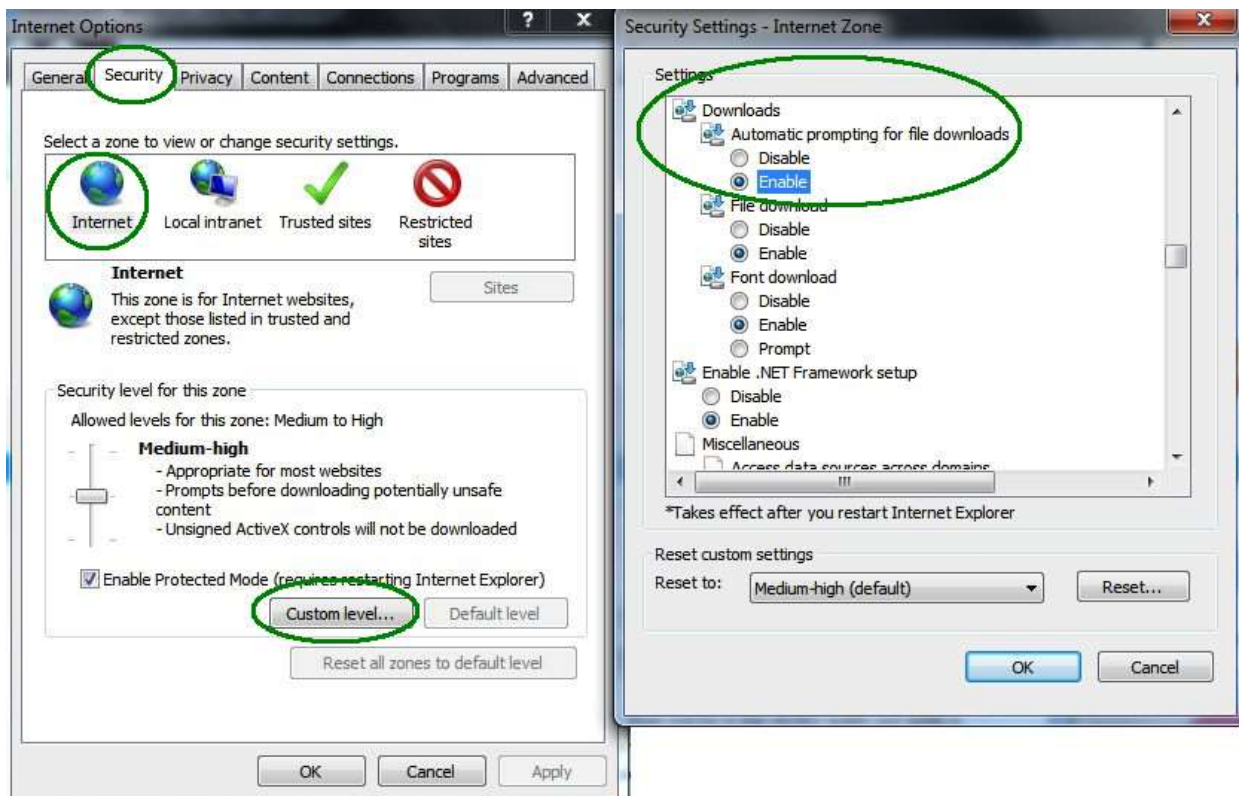 Internet Options
? X
General Security Privacy Content Connections Programs Advanced
Select a zone to view or change security settings.
Internet Local intranet Trusted sites Restricted
sites
Internet
This zone is for Internet websites,
except those listed in trusted and
restricted zones.
Sites
Security level for this zone
Allowed levels for this zone: Medium to High
Medium-high
- Appropriate for most websites
- Prompts before downloading potentially unsafe
content
- Unsigned ActiveX controls will not be downloaded
Enable Protected Mode (requires restarting Internet Explorer)
Custom level... Default level
Reset all zones to default level
OK Cancel Apply
Security Settings - Internet Zone
X
Settings
Downloads
Automatic prompting for file downloads
Disable
Enable
File download
Disable
Enable
Font download
Disable
Enable
Prompt
Enable .NET Framework setup
Disable
Enable
Miscellaneous
Access data sources across domains
*Takes effect after you restart Internet Explorer
Reset custom settings
Reset to: Medium-high (default) Reset...
OK Cancel